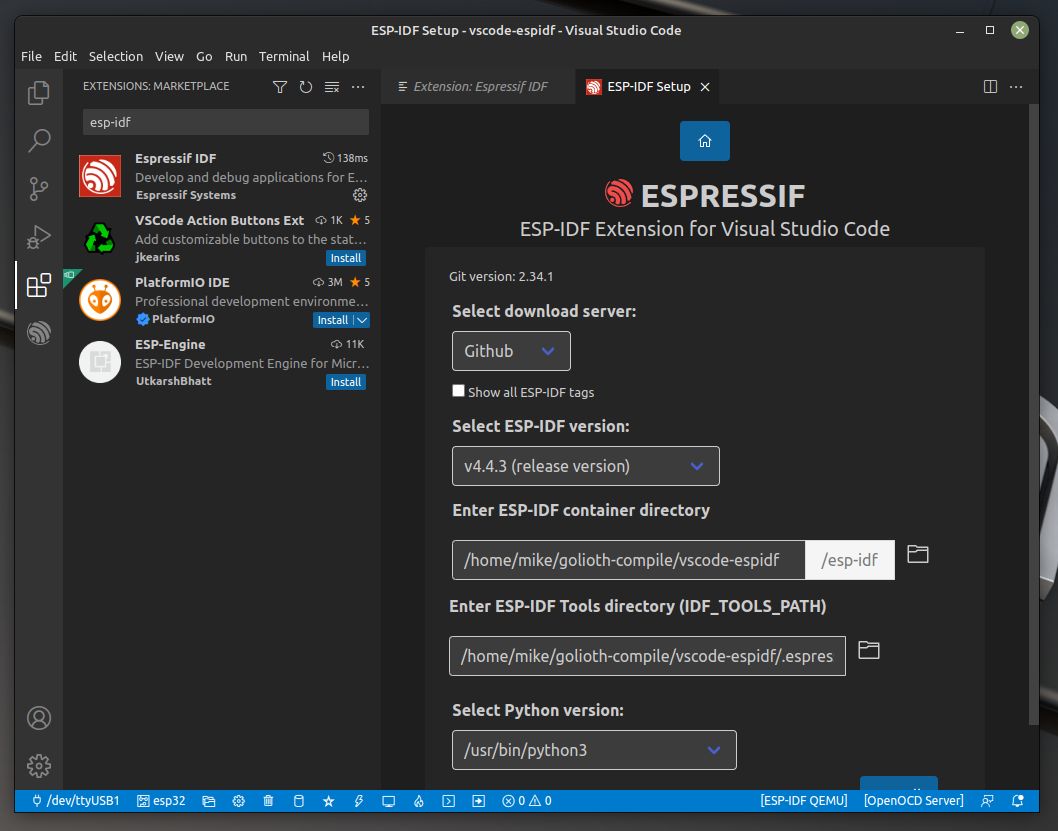 ESP-IDF Setup - vscode-espidf - Visual Studio Code
File Edit Selection View Go Run Terminal Help
EXTENSIONS: MARKETPLACE
Extension: Espressif IDF
ESP-IDF Setup
esp-idf
Espressif IDF 138ms
Develop and debug applications for E...
Espressif Systems
VSCode Action Buttons Ext 1K 5
Add customizable buttons to the stat...
jkearins Install
PlatformIO IDE 3M 5
Professional development environme...
PlatformIO Install
ESP-Engine 11K
ESP-IDF Development Engine for Micr...
UtkarshBhatt Install
ESPRESSIF
ESP-IDF Extension for Visual Studio Code
Git version: 2.34.1
Select download server:
Github
Show all ESP-IDF tags
Select ESP-IDF version:
v4.4.3 (release version)
Enter ESP-IDF container directory
/home/mike/golioth-compile/vscode-espidf /esp-idf
Enter ESP-IDF Tools directory (IDF_TOOLS_PATH)
/home/mike/golioth-compile/vscode-espidf/.espres
Select Python version:
/usr/bin/python3
/dev/ttyUSB1 esp32 0 0 [ESP-IDF QEMU] [OpenOCD Server]